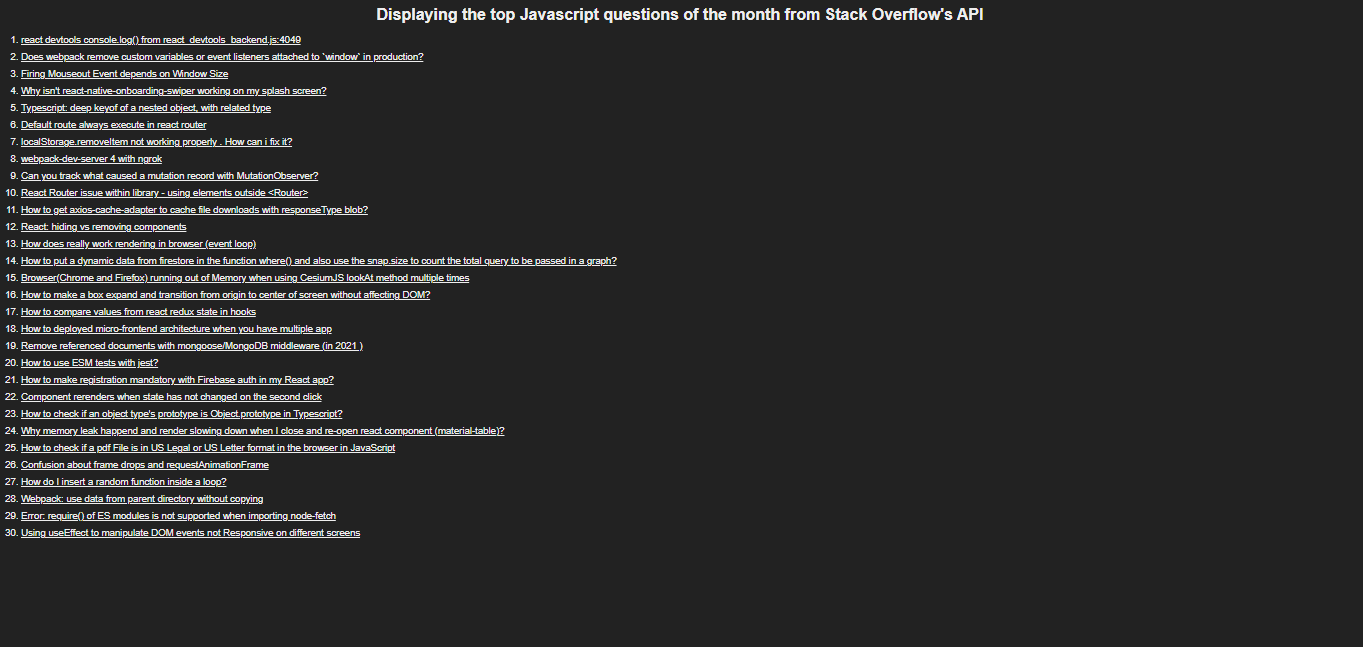 Displaying the top Javascript questions of the month from Stack Overflow's API
1. react devtools console.log() from react_devtools_backend.js:4049
2. Does webpack remove custom variables or event listeners attached to `window` in production?
3. Firing Mouseout Event depends on Window Size
4. Why isn't react-native-onboarding-swiper working on my splash screen?
5. Typescript: deep keyof of a nested object, with related type
6. Default route always execute in react router
7. localStorage.removeItem not working properly . How can i fix it?
8. webpack-dev-server 4 with ngrok
9. Can you track what caused a mutation record with MutationObserver?
10. React Router issue within library - using elements outside <Router>
11. How to get axios-cache-adapter to cache file downloads with responseType blob?
12. React: hiding vs removing components
13. How does really work rendering in browser (event loop)
14. How to put a dynamic data from firestore in the function where() and also use the snap.size to count the total query to be passed in a graph?
15. Browser(Chrome and Firefox) running out of Memory when using CesiumJS lookAt method multiple times
16. How to make a box expand and transition from origin to center of screen without affecting DOM?
17. How to compare values from react redux state in hooks
18. How to deployed micro-frontend architecture when you have multiple app
19. Remove referenced documents with mongoose/MongoDB middleware (in 2021 )
20. How to use ESM tests with jest?
21. How to make registration mandatory with Firebase auth in my React app?
22. Component rerenders when state has not changed on the second click
23. How to check if an object type's prototype is Object.prototype in Typescript?
24. Why memory leak happend and render slowing down when I close and re-open react component (material-table)?
25. How to check if a pdf File is in US Legal or US Letter format in the browser in JavaScript
26. Confusion about frame drops and requestAnimationFrame
27. How do I insert a random function inside a loop?
28. Webpack: use data from parent directory without copying
29. Error: require() of ES modules is not supported when importing node-fetch
30. Using useEffect to manipulate DOM events not Responsive on different screens